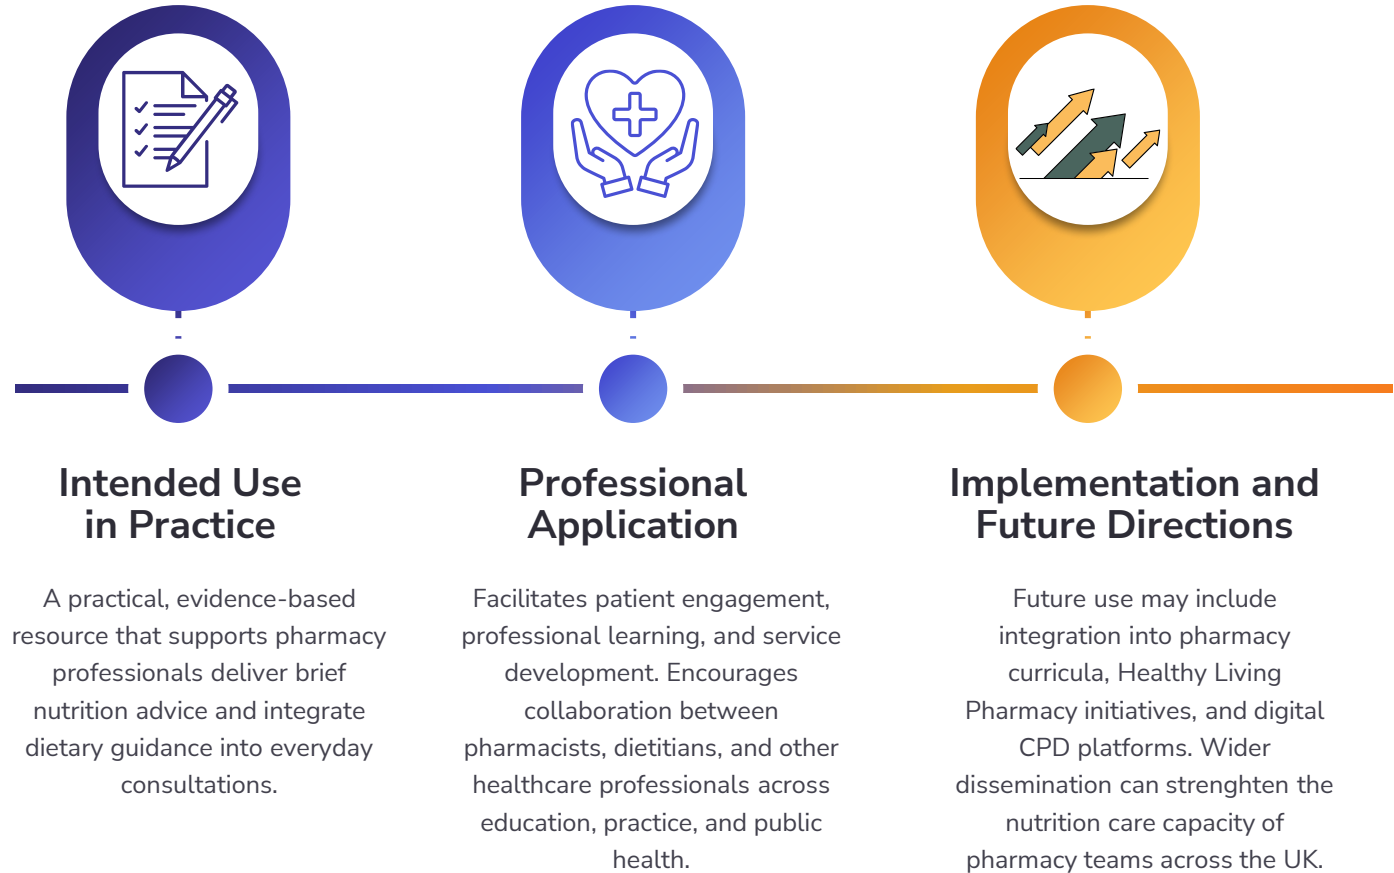 Intended Use
in Practice
A practical, evidence-based
resource that supports pharmacy
professionals deliver brief
nutrition advice and integrate
dietary guidance into everyday
consultations.
Professional
Application
Facilitates patient engagement,
professional learning, and service
development. Encourages
collaboration between
pharmacists, dietitians, and other
healthcare professionals across
education, practice, and public
health.
Implementation and
Future Directions
Future use may include
integration into pharmacy
curricula, Healthy Living
Pharmacy initiatives, and digital
CPD platforms. Wider
dissemination can strenghten the
nutrition care capacity of
pharmacy teams across the UK.